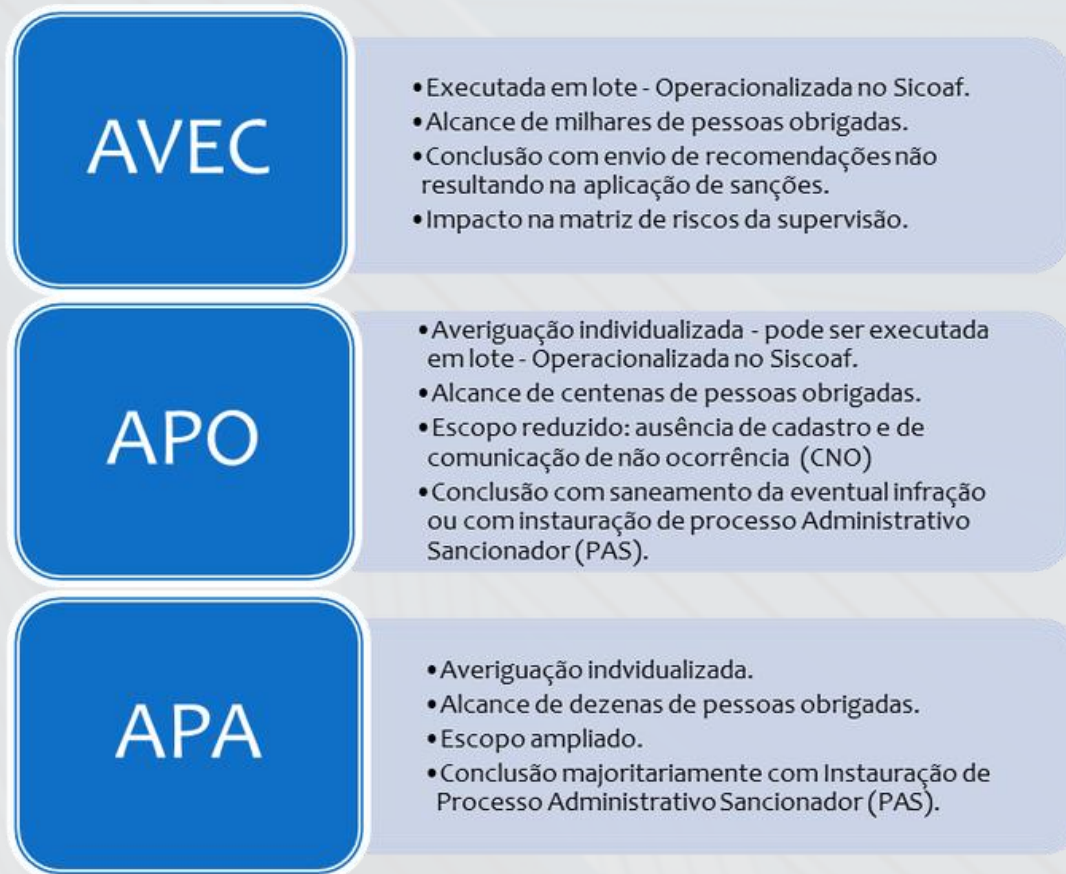 AVEC
•Executada em lote - Operacionalizada no Sicoaf.
•Alcance de milhares de pessoas obrigadas.
•Conclusão com envio de recomendações não
resultando na aplicação de sanções.
•Impacto na matriz de riscos da supervisão.
APO
•Averiguação individualizada - pode ser executada
em lote - Operacionalizada no Siscoaf.
•Alcance de centenas de pessoas obrigadas.
•Escopo reduzido: ausência de cadastro e de
comunicação de não ocorrência (CNO)
•Conclusão com saneamento da eventual infração
ou com instauração de processo Administrativo
Sancionador (PAS).
APA
•Averiguação indvidualizada.
•Alcance de dezenas de pessoas obrigadas.
•Escopo ampliado.
•Conclusão majoritariamente com Instauração de
Processo Administrativo Sancionador (PAS).